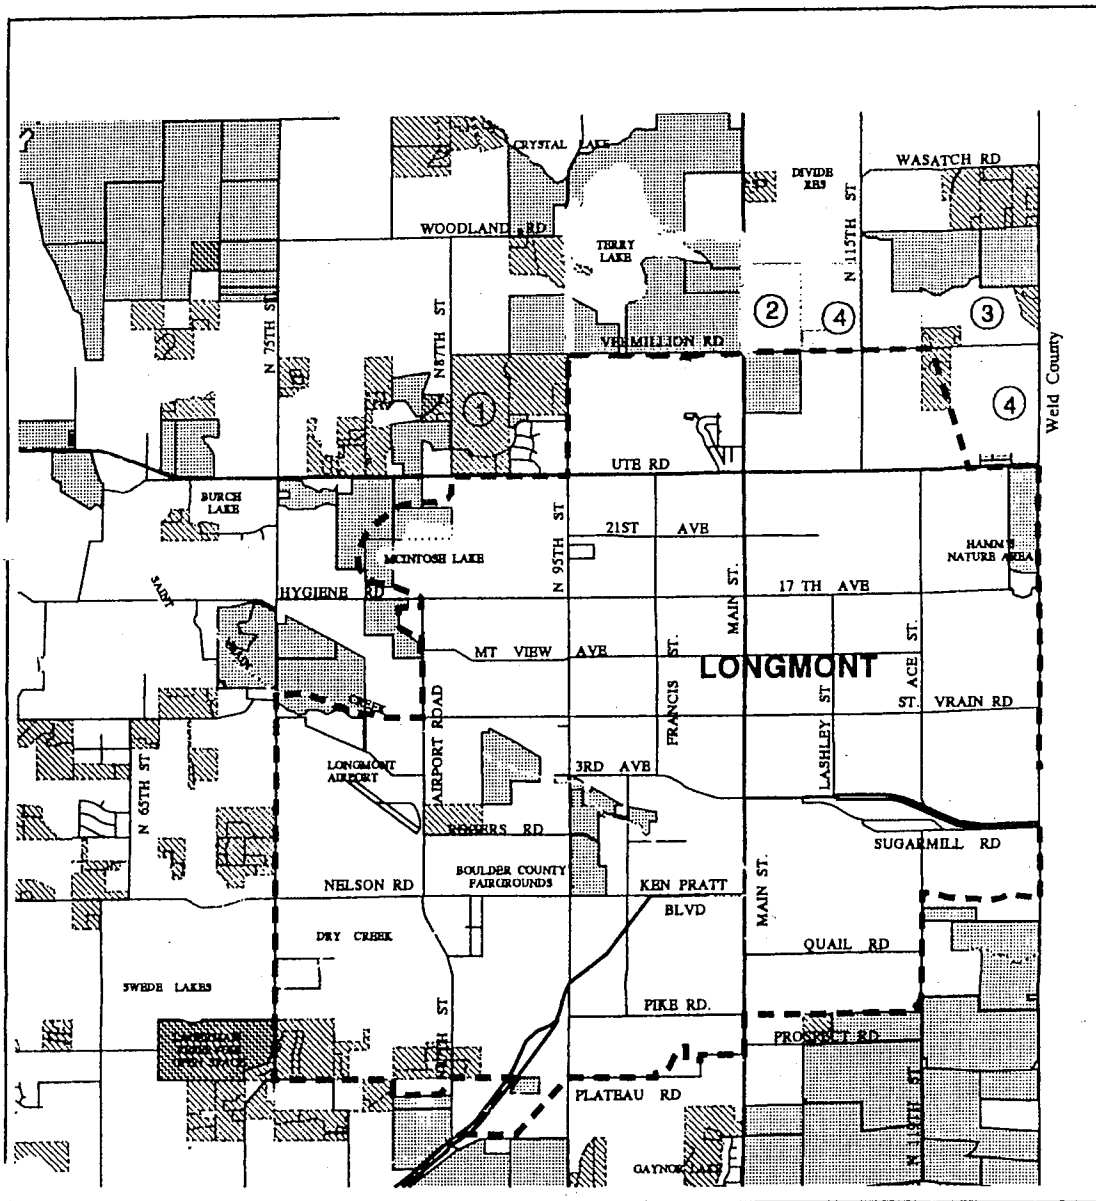 CRYSTAL LAKE
WASATCH RD
DIVIDE
RES
N 115TH ST
WOODLAND RD
TERRY
LAKE
N 75TH ST
N87TH ST
2
4
3
VERMILLION RD
Weld County
1
4
UTE RD
BURCH
LAKE
N 95TH ST
21ST AVE
MCINTOSH LAKE
HAMM'S
NATURE AREA
SAINT
HYGIENE RD
MAIN ST.
17 TH AVE
VRAIN
MT VIEW AVE
FRANCIS ST.
LONGMONT
LASHLEY ST
ST. ACE ST.
VRAIN RD
CREEK
AIRPORT ROAD
N 65TH ST
LONGMONT
AIRPORT
3RD AVE
ROGERS RD
SUGARMILL RD
BOULDER COUNTY
FAIRGROUNDS
NELSON RD
KEN PRATT
BLVD
MAIN ST.
DRY CREEK
QUAIL RD
SWEDE LAKES
PIKE RD.
PROSPECT RD
PLATEAU RD
N 119TH ST
GAYNOR LAKE